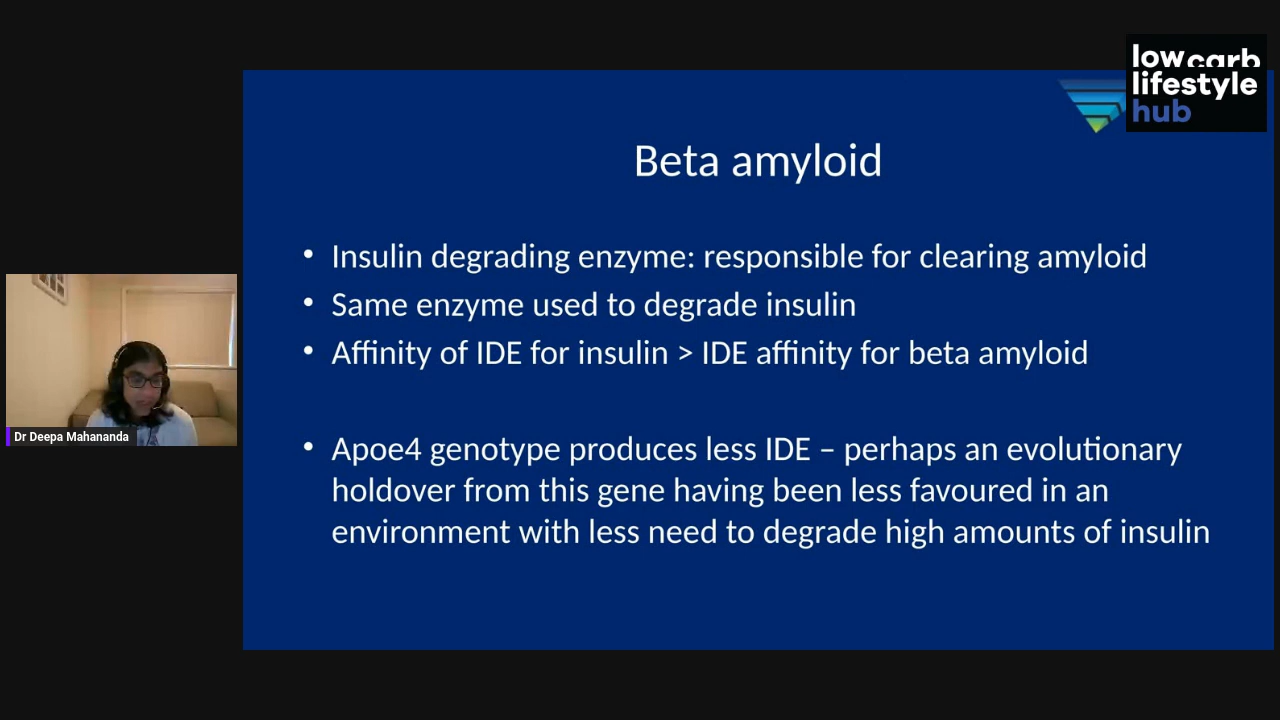 low carb
lifestyle
hub
Beta amyloid
• Insulin degrading enzyme: responsible for clearing amyloid
• Same enzyme used to degrade insulin
• Affinity of IDE for insulin > IDE affinity for beta amyloid
• Apoe4 genotype produces less IDE – perhaps an evolutionary
holdover from this gene having been less favoured in an
environment with less need to degrade high amounts of insulin
Dr Deepa Mahananda